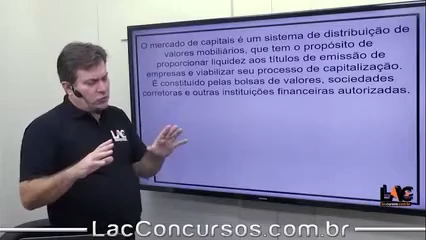 O mercado de capitais é um sistema de distribuição de
valores mobiliários, que tem o propósito de
proporcionar liquidez aos títulos de emissão de
empresas e viabilizar seu processo de capitalização.
É constituído pelas bolsas de valores, sociedades
corretoras e outras instituições financeiras autorizadas.
LAC
LAC
LacConcursos.com.br